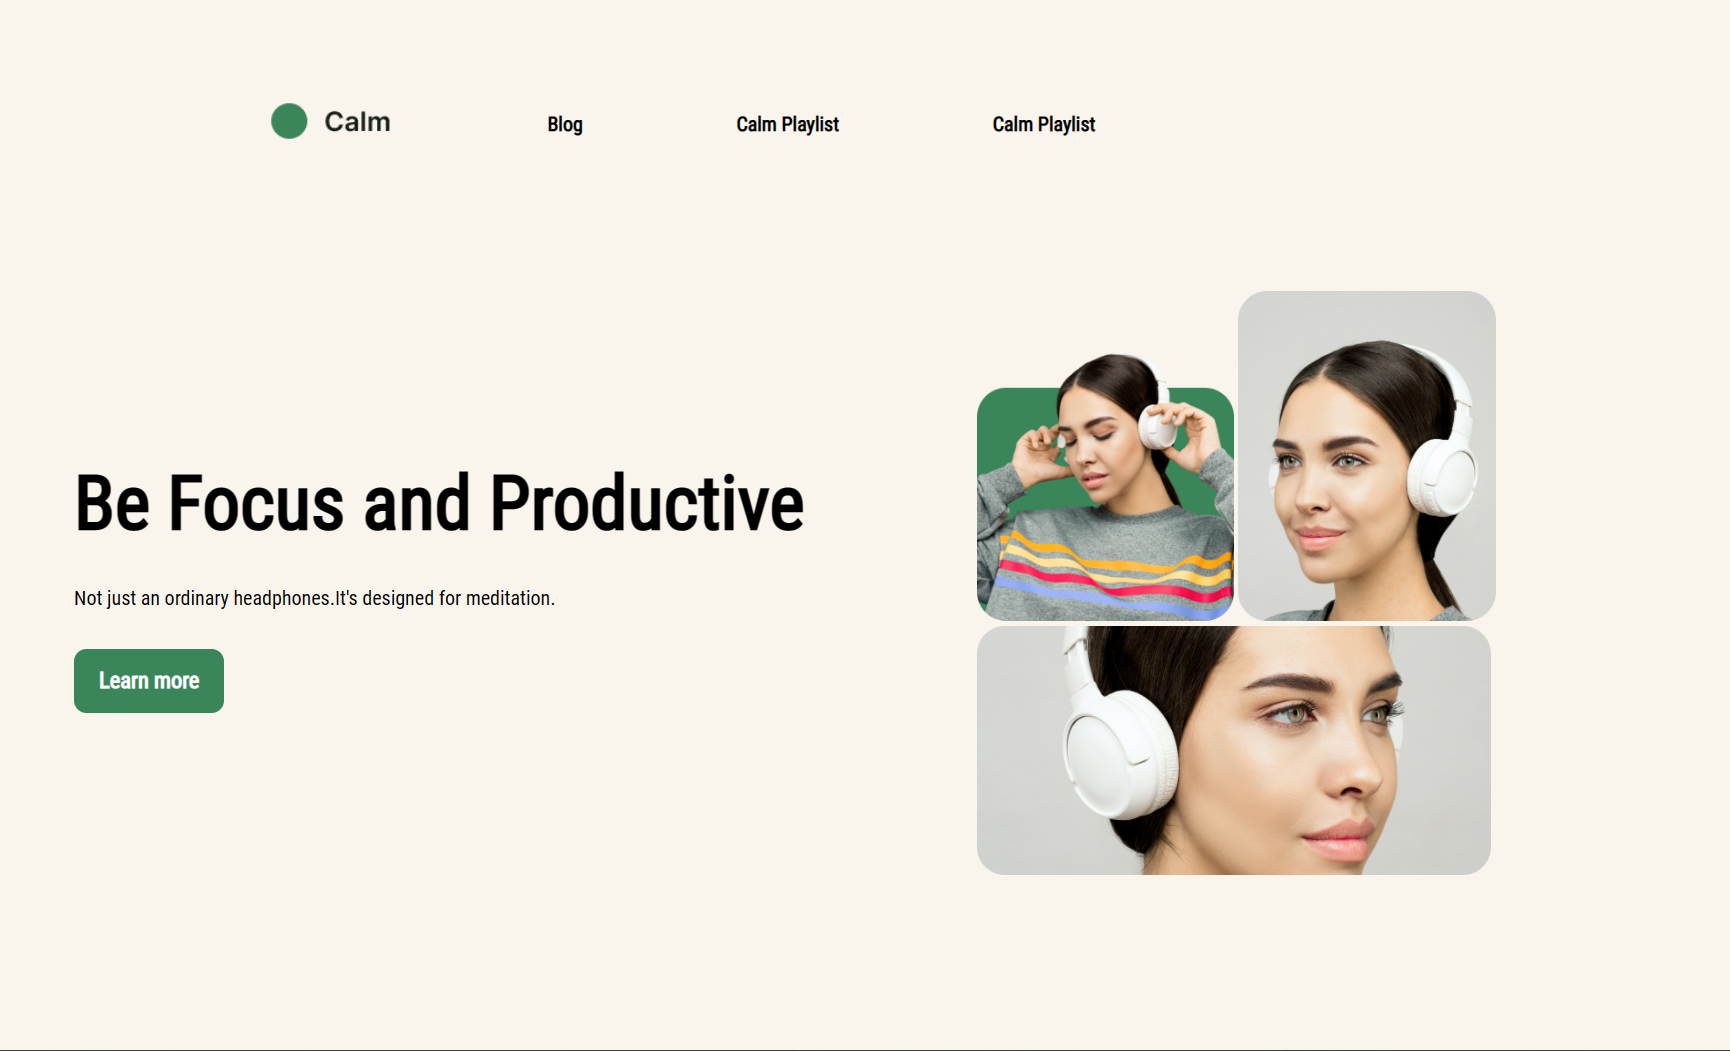 Calm
Blog
Calm Playlist
Calm Playlist
Be Focus and Productive
Not just an ordinary headphones.It's designed for meditation.
Learn more